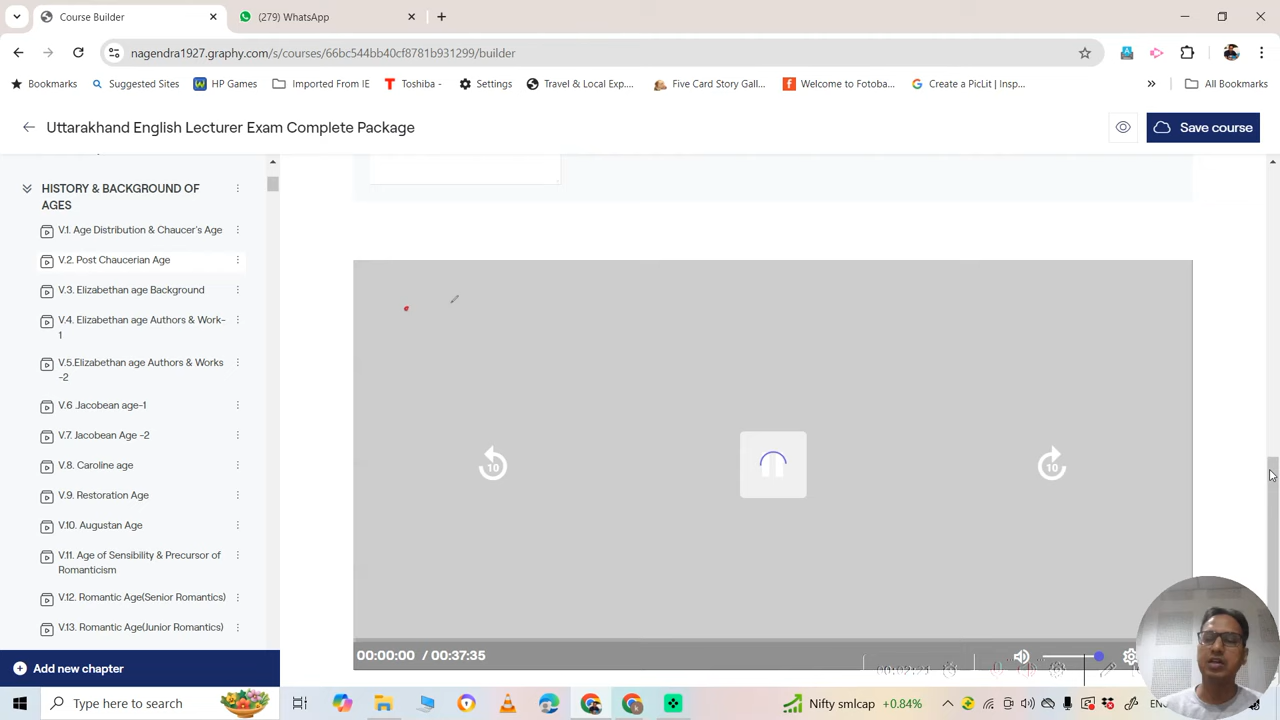 Course Builder
(279) WhatsApp
nagendra1927.graphy.com/s/courses/66bc544bb40cf8781b931299/builder
Bookmarks
Suggested Sites
HP Games
Imported From IE
Toshiba -
Settings
Travel & Local Exp...
Five Card Story Gall...
Welcome to Fotoba...
Create a PicLit | Insp...
All Bookmarks
Uttarakhand English Lecturer Exam Complete Package
Save course
HISTORY & BACKGROUND OF
AGES
V.1. Age Distribution & Chaucer's Age
V.2. Post Chaucerian Age
V.3. Elizabethan age Background
V.4. Elizabethan age Authors & Work-
1
V.5.Elizabethan age Authors & Works
-2
V.6 .Jacobean age-1
V.7. Jacobean Age -2
V.8. Caroline age
V.9. Restoration Age
V.10. Augustan Age
V.11. Age of Sensibility & Precursor of
Romanticism
V.12. Romantic Age(Senior Romantics)
V.13. Romantic Age(Junior Romantics)
Add new chapter
10
10
00:00:00 / 00:37:35
Type here to search
Nifty smlcap +0.84%
ENG